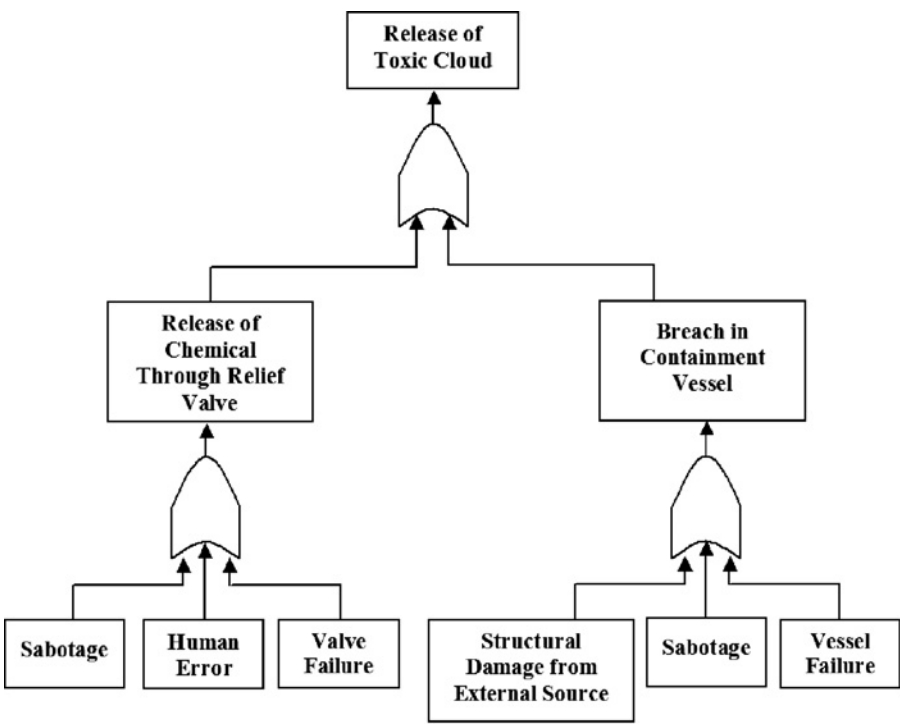 Release of
Toxic Cloud
Release of
Chemical
Through Relief
Valve
Breach in
Containment
Vessel
Sabotage
Human
Error
Valve
Failure
Structural
Damage from
External Source
Sabotage
Vessel
Failure